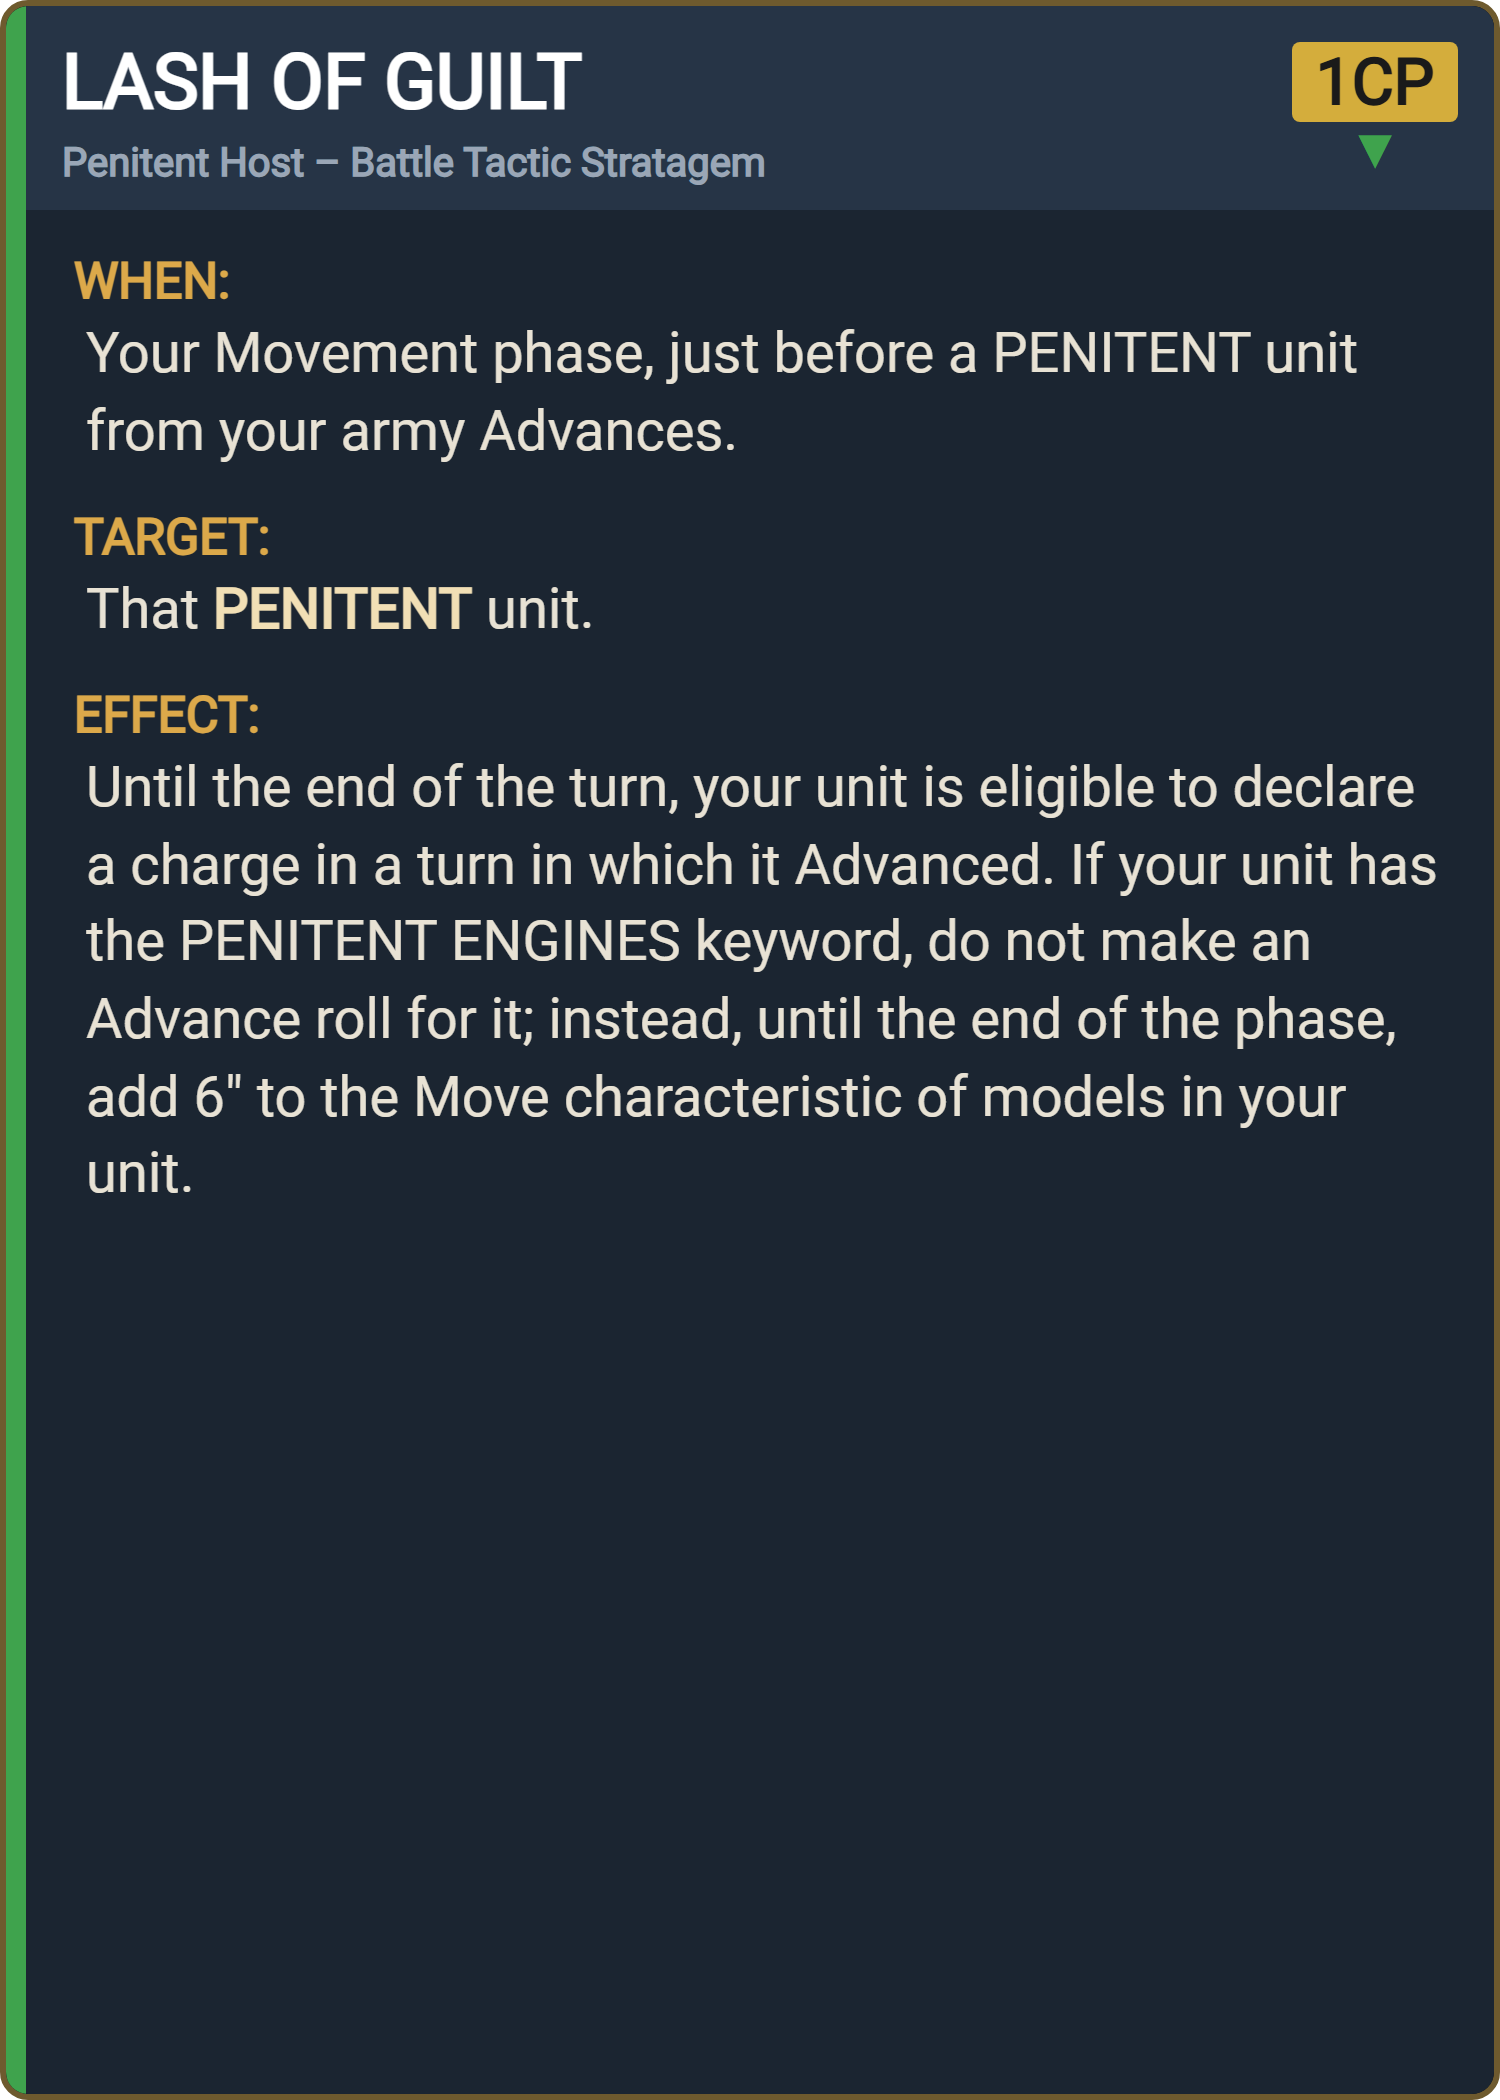 LASH OF GUILT
1CP
Penitent Host – Battle Tactic Stratagem
WHEN:
Your Movement phase, just before a PENITENT unit
from your army Advances.
TARGET:
That PENITENT unit.
EFFECT:
Until the end of the turn, your unit is eligible to declare
a charge in a turn in which it Advanced. If your unit has
the PENITENT ENGINES keyword, do not make an
Advance roll for it; instead, until the end of the phase,
add 6" to the Move characteristic of models in your
unit.